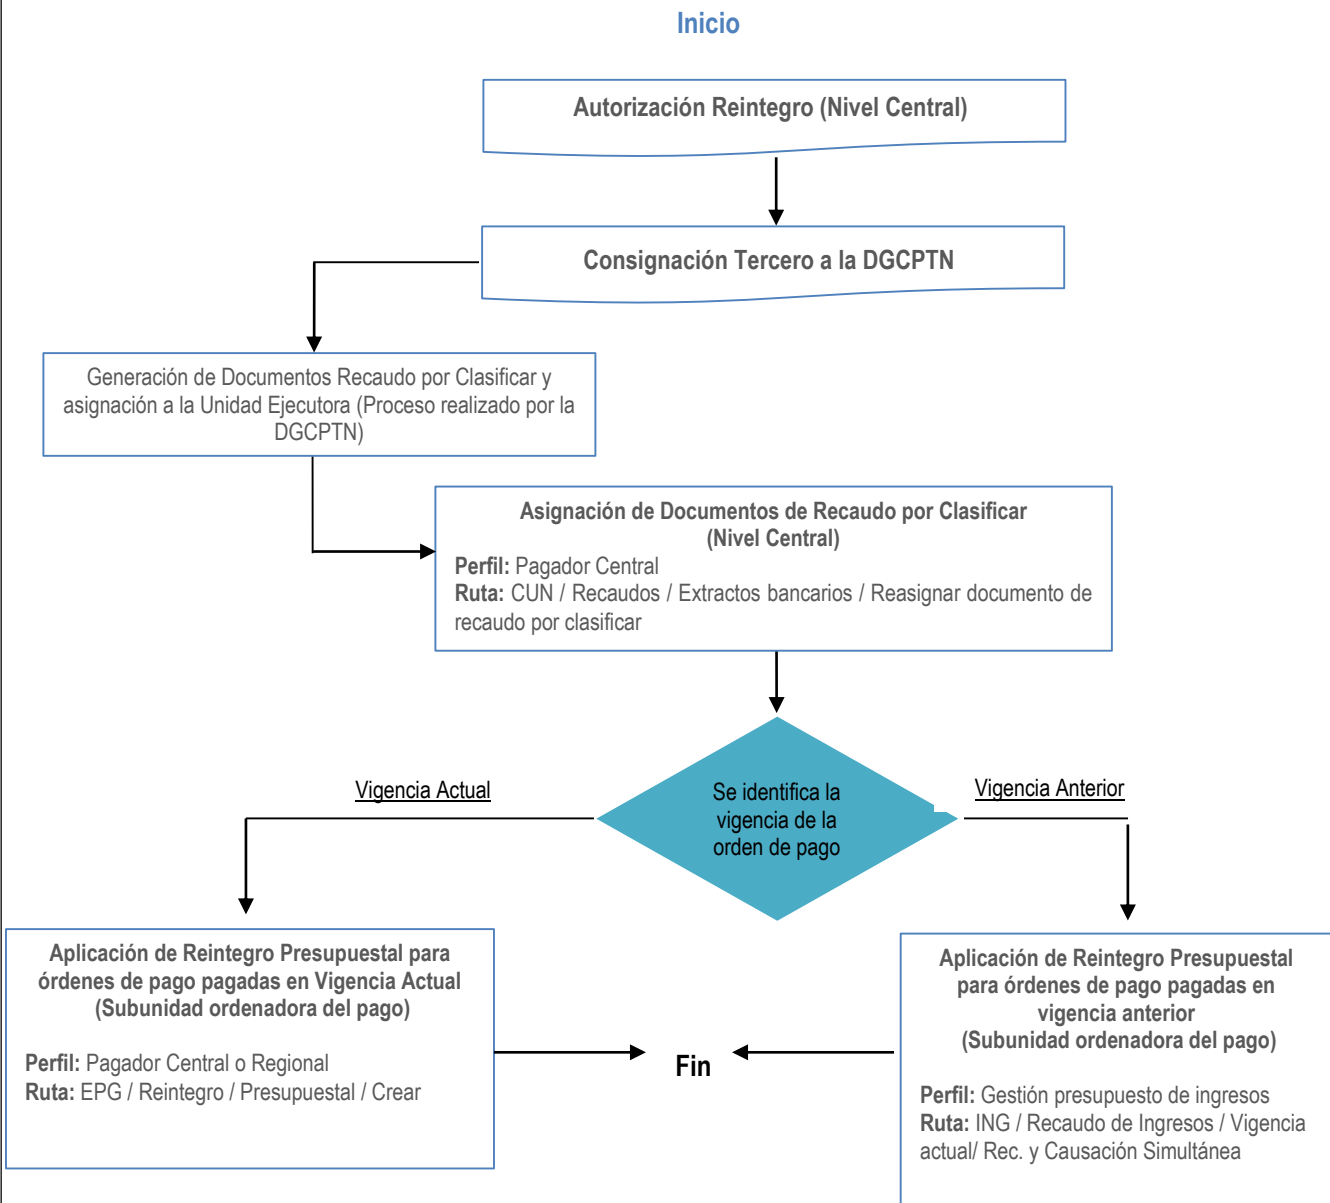 Inicio
Autorización Reintegro (Nivel Central)
Consignación Tercero a la DGCPTN
Generación de Documentos Recaudo por Clasificar y
asignación a la Unidad Ejecutora (Proceso realizado por la
DGCPTN)
Asignación de Documentos de Recaudo por Clasificar
(Nivel Central)
Perfil: Pagador Central
Ruta: CUN / Recaudos / Extractos bancarios / Reasignar documento de
recaudo por clasificar
Vigencia Actual
Se identifica la
vigencia de la
orden de pago
Vigencia Anterior
Aplicación de Reintegro Presupuestal para
órdenes de pago pagadas en Vigencia Actual
(Subunidad ordenadora del pago)
Perfil: Pagador Central o Regional
Ruta: EPG / Reintegro / Presupuestal / Crear
Fin
Aplicación de Reintegro Presupuestal
para órdenes de pago pagadas en
vigencia anterior
(Subunidad ordenadora del pago)
Perfil: Gestión presupuesto de ingresos
Ruta: ING / Recaudo de Ingresos / Vigencia
actual/ Rec. y Causación Simultánea